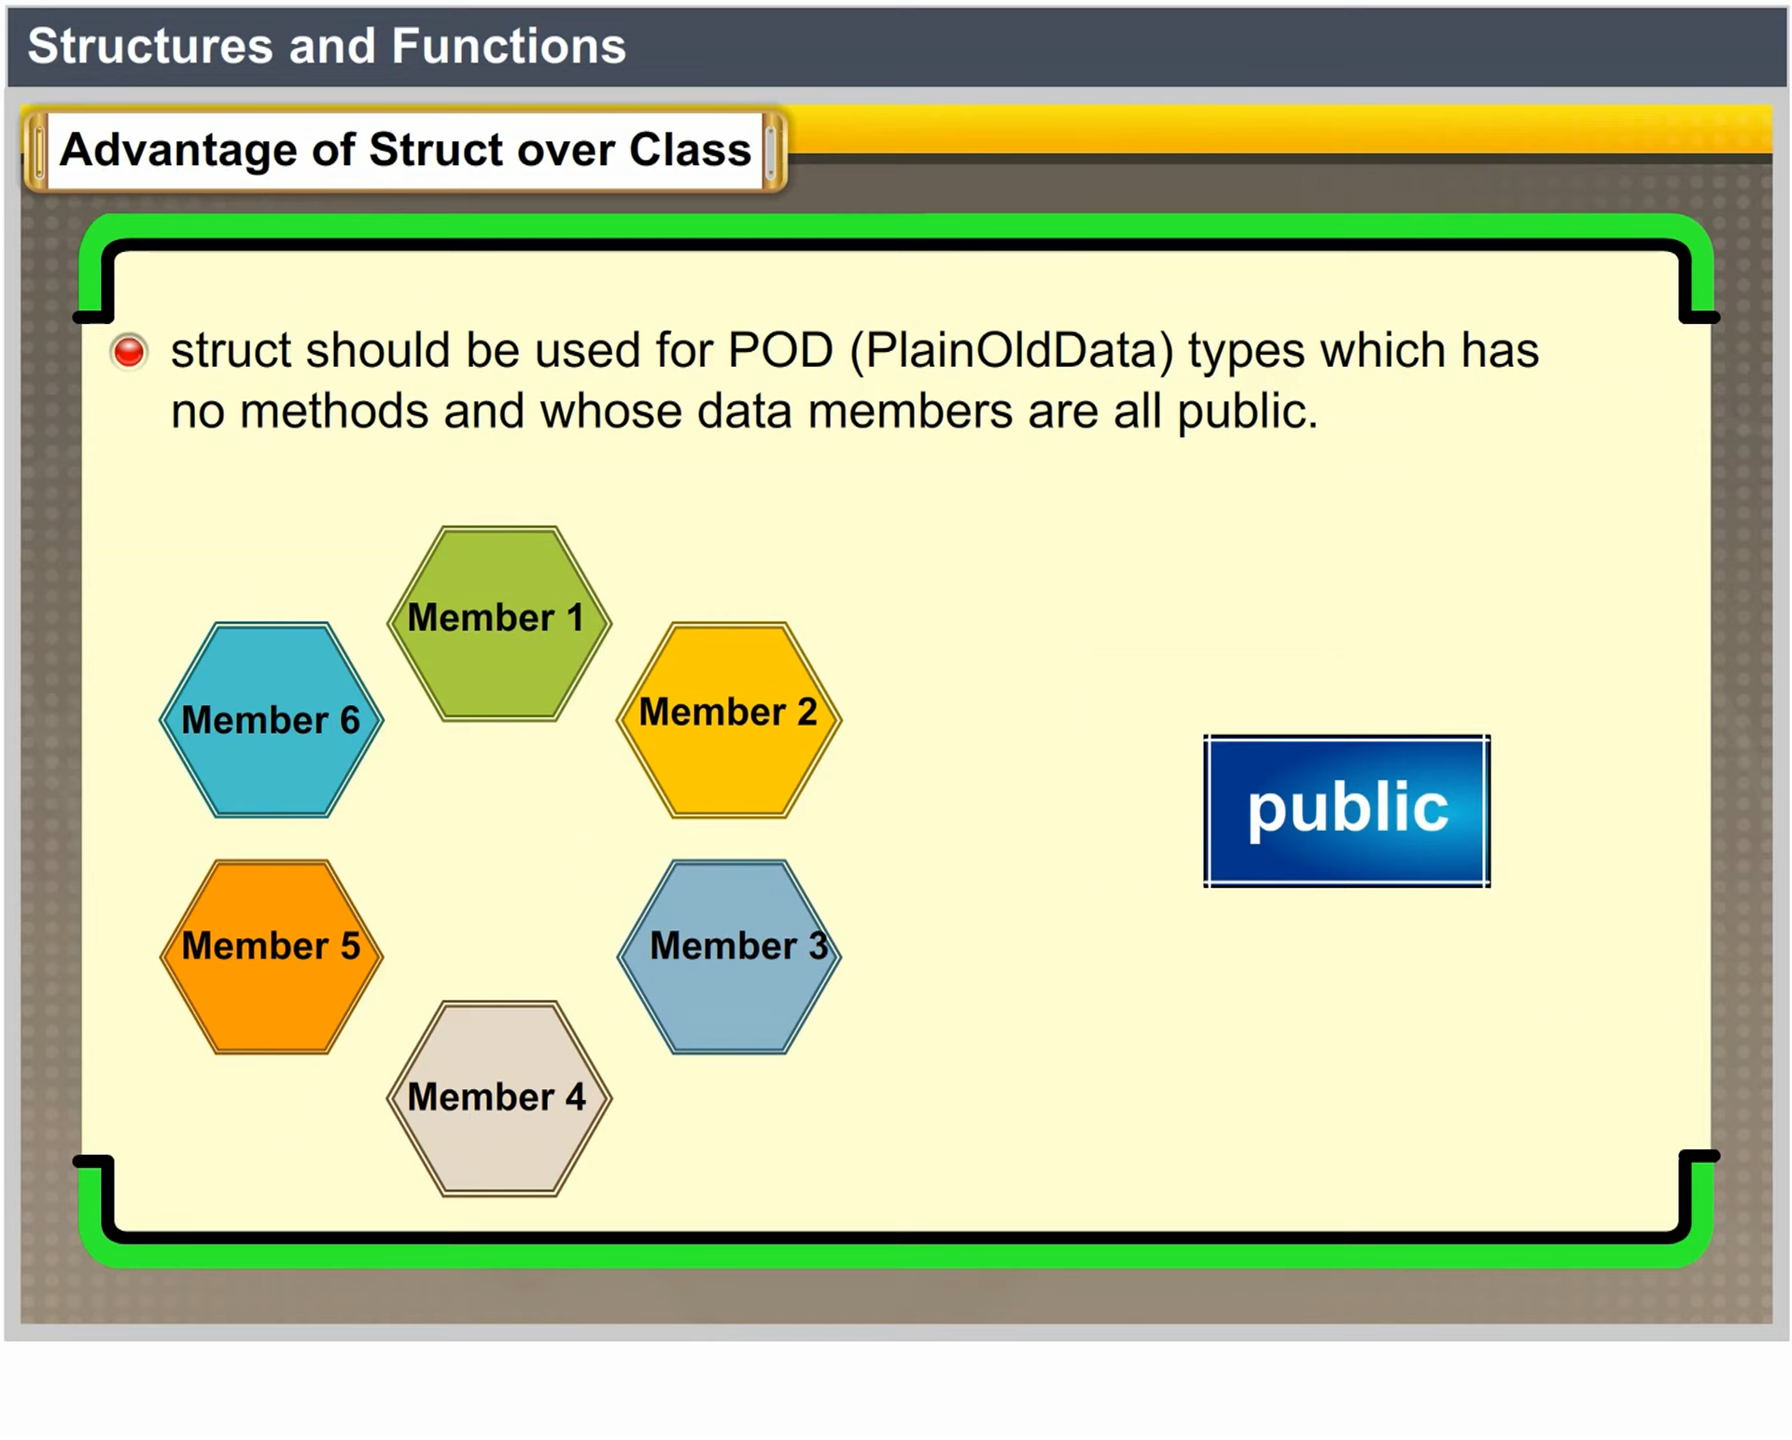 Structures and Functions
Advantage of Struct over Class
struct should be used for POD (PlainOldData) types which has
no methods and whose data members are all public.
Member 1
Member 6
Member 2
public
Member 5
Member 3
Member 4